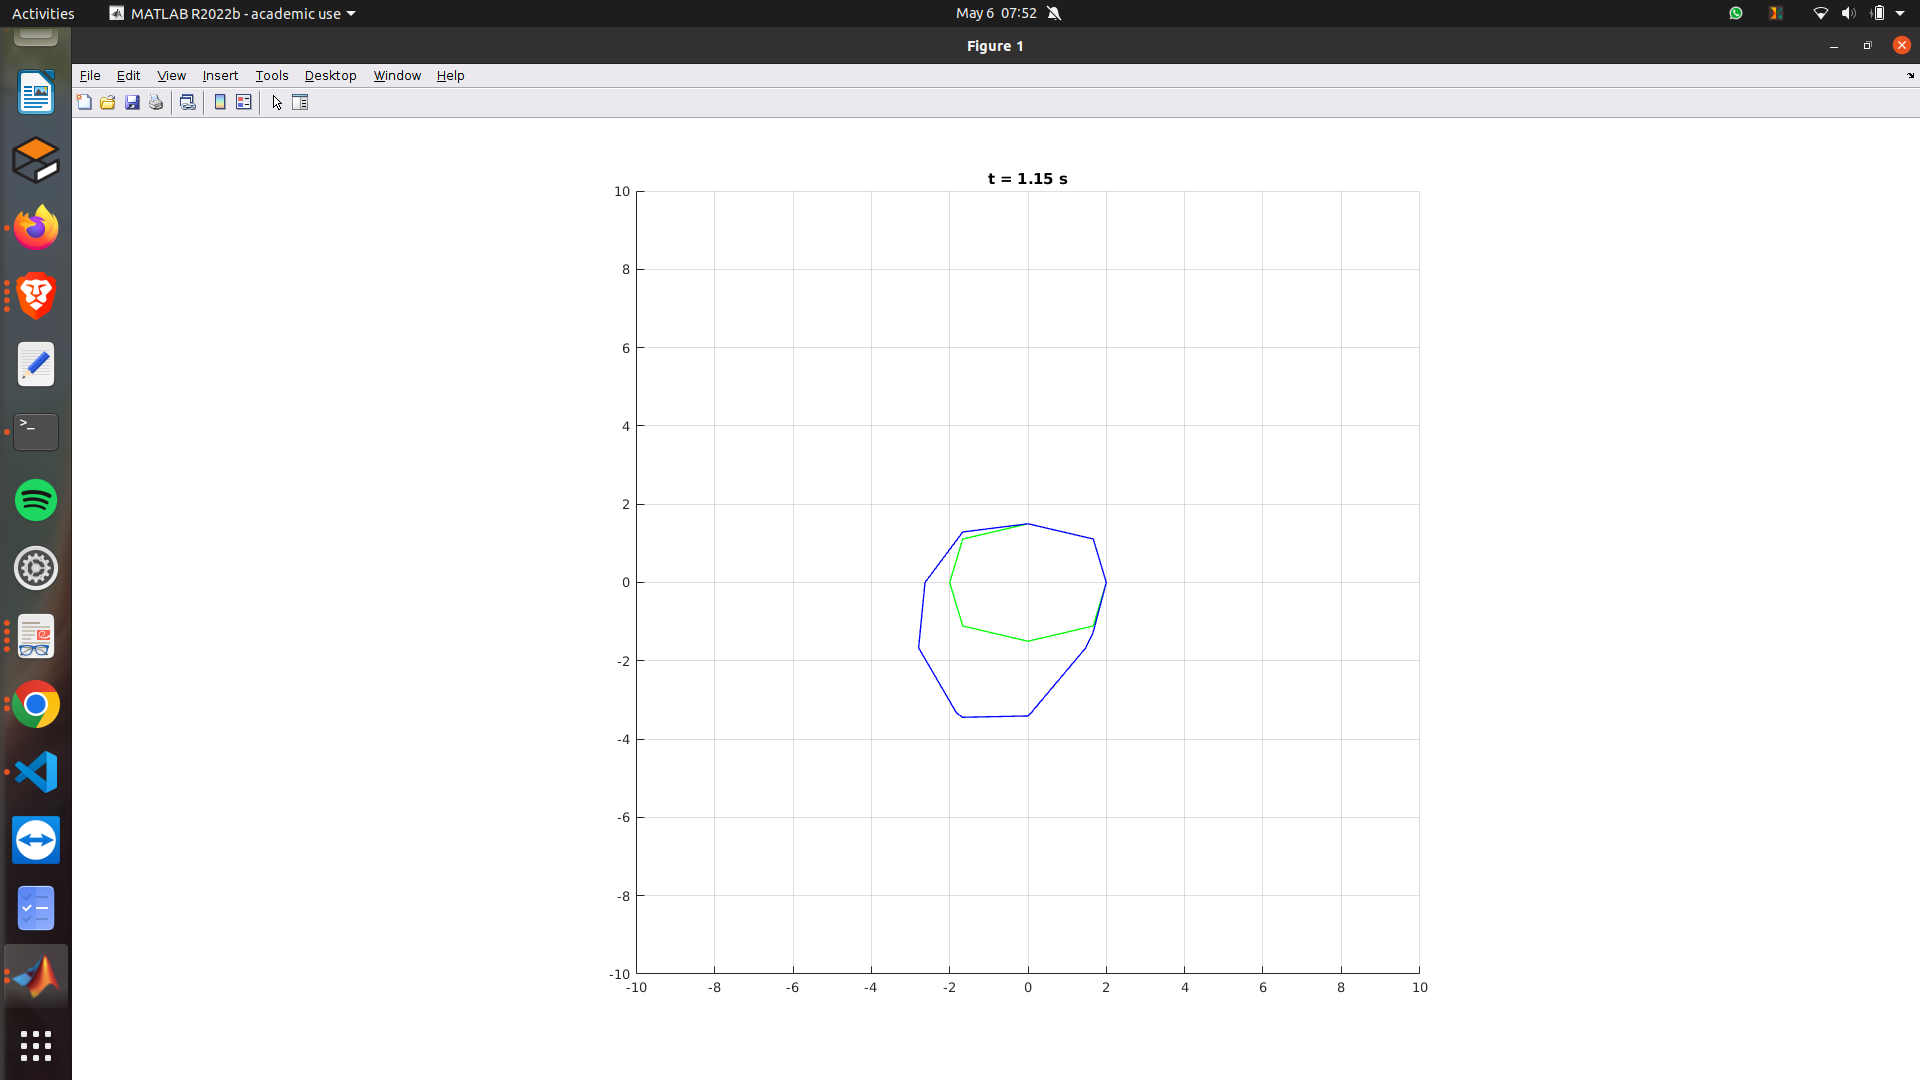 Activities MATLAB R2022b - academic use May 6 07:52
Figure 1
File Edit View Insert Tools Desktop Window Help
t = 1.15 s
10
8
6
4
2
0
-2
-4
-6
-8
-10
-10 -8 -6 -4 -2 0 2 4 6 8 10
>_